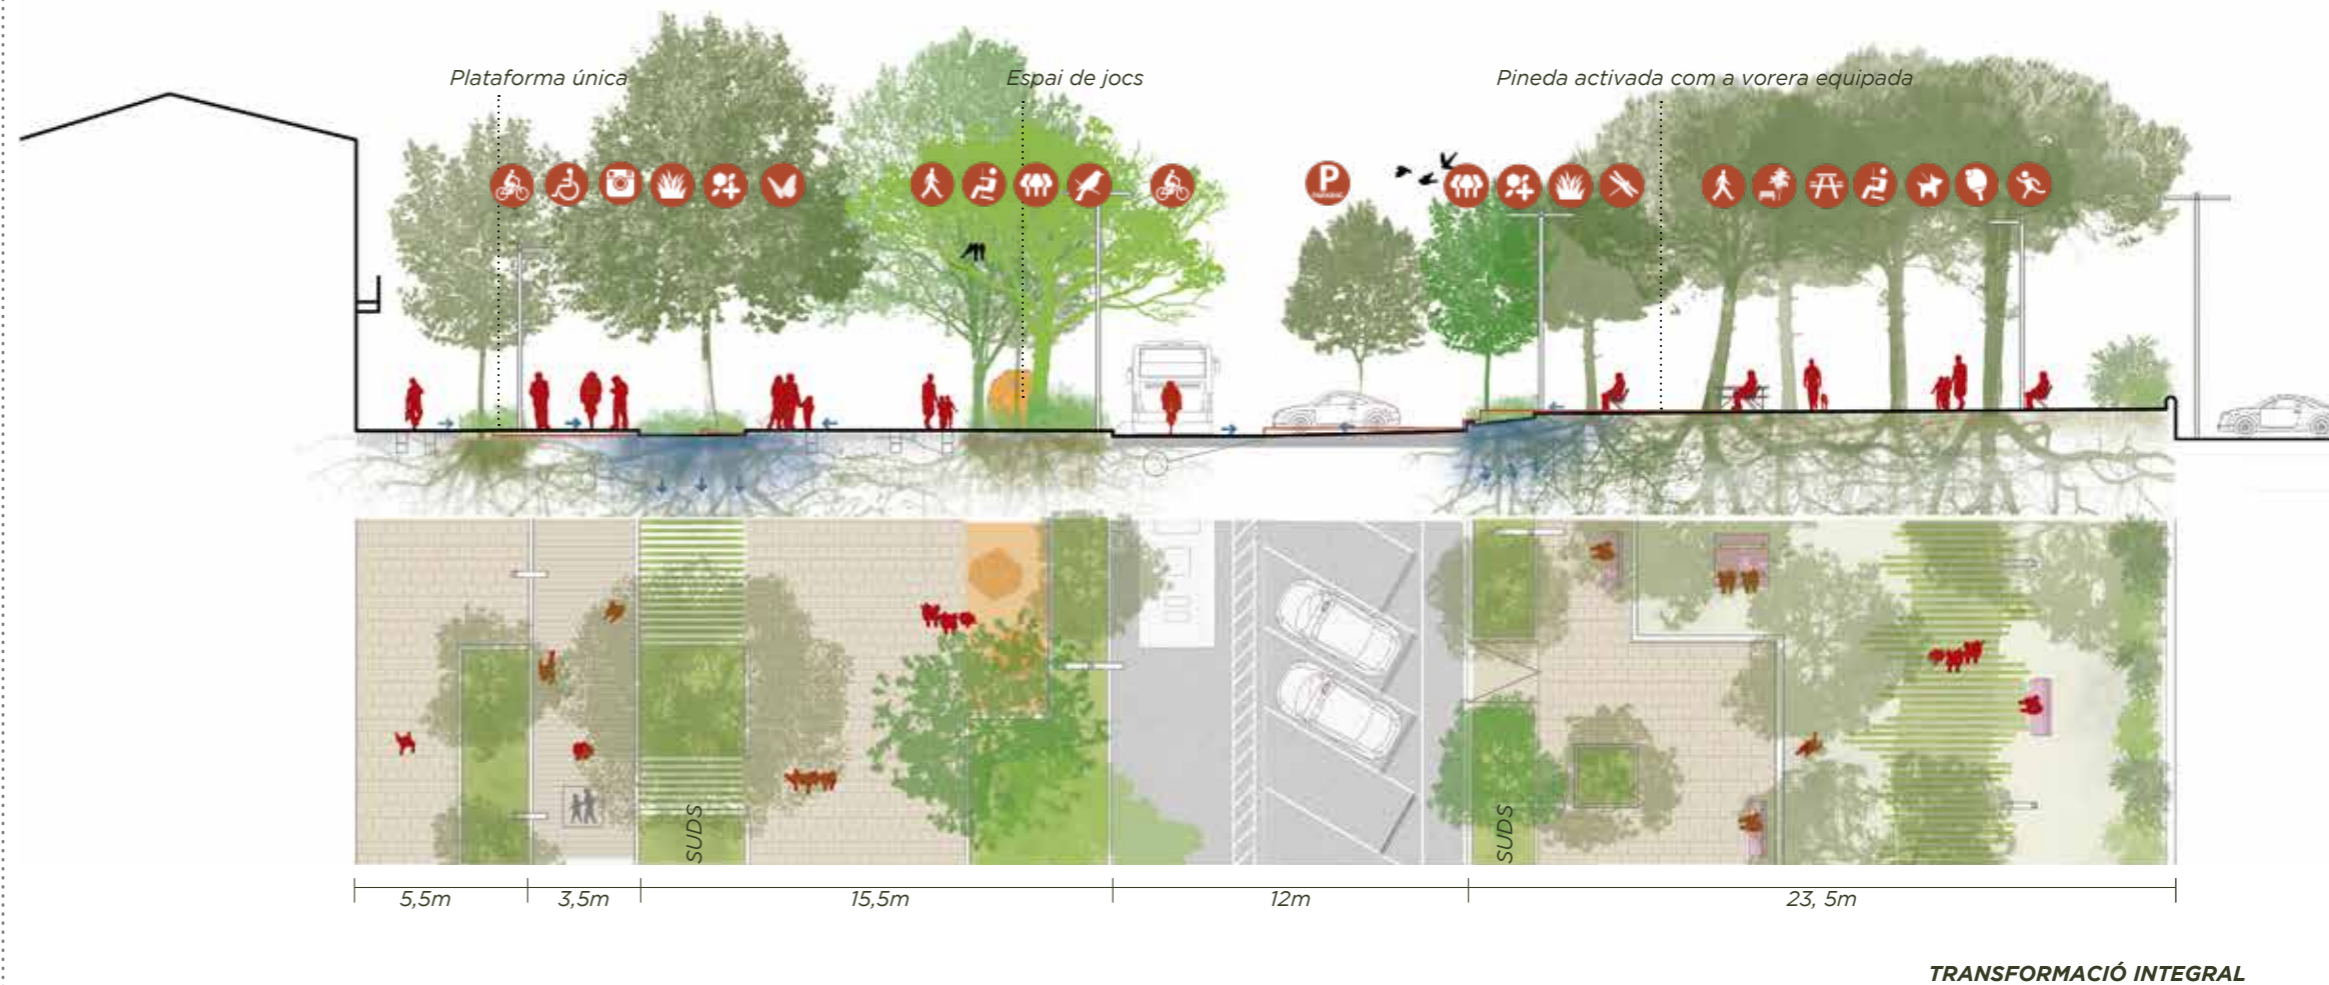 Plataforma única
Espai de jocs
Pineda activada com a vorera equipada
P
SUDS
SUDS
5,5m
3,5m
15,5m
12m
23, 5m
TRANSFORMACIÓ INTEGRAL